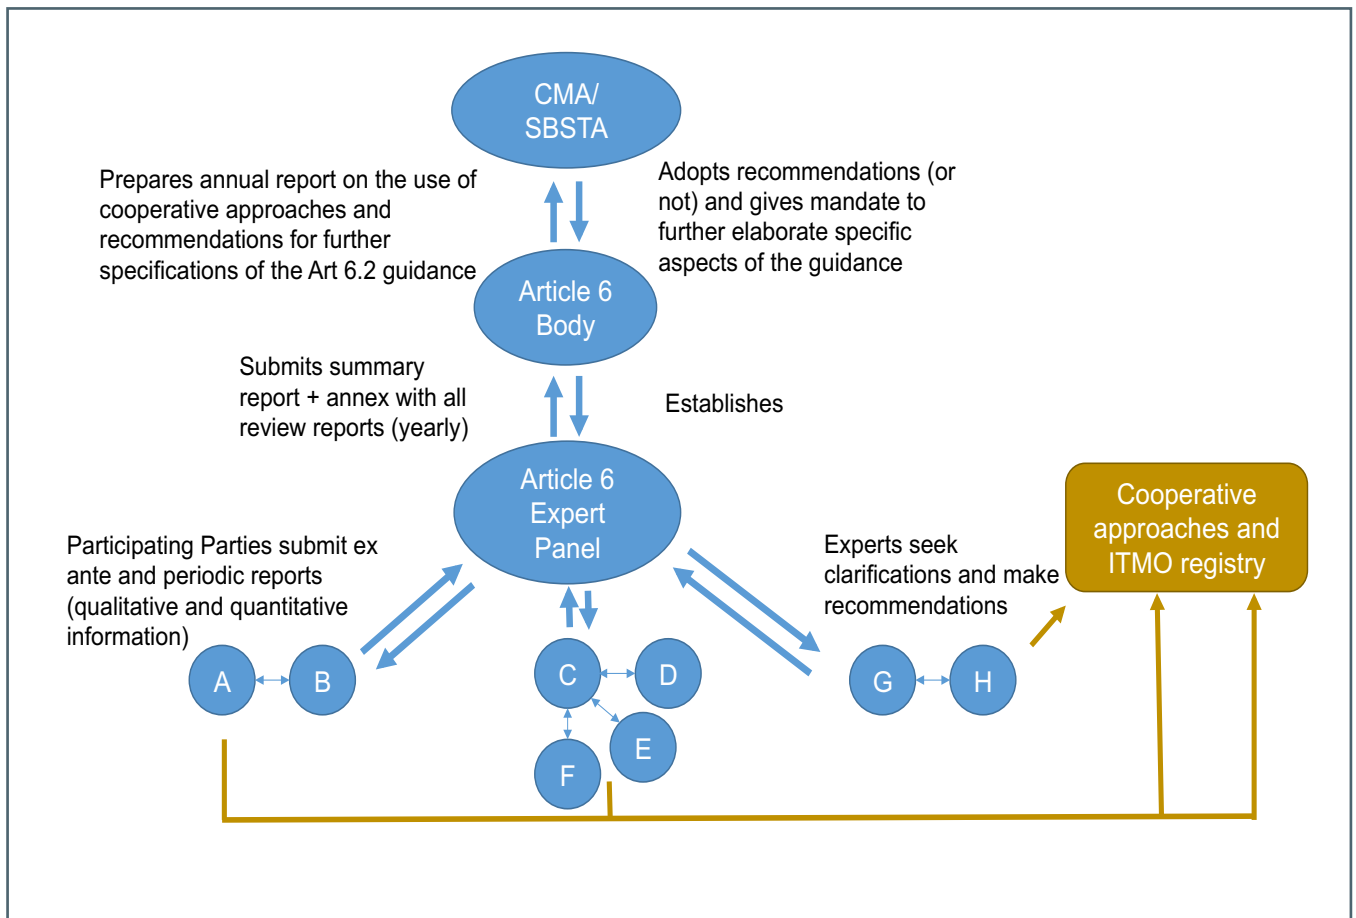 CMA/
SBSTA
Prepares annual report on the use of
cooperative approaches and
recommendations for further
specifications of the Art 6.2 guidance
Adopts recommendations (or
not) and gives mandate to
further elaborate specific
aspects of the guidance
Article 6
Body
Submits summary
report + annex with all
review reports (yearly)
Establishes
Article 6
Expert
Panel
Participating Parties submit ex
ante and periodic reports
(qualitative and quantitative
information)
Experts seek
clarifications and make
recommendations
Cooperative
approaches and
ITMO registry
A
B
C
D
E
F
G
H